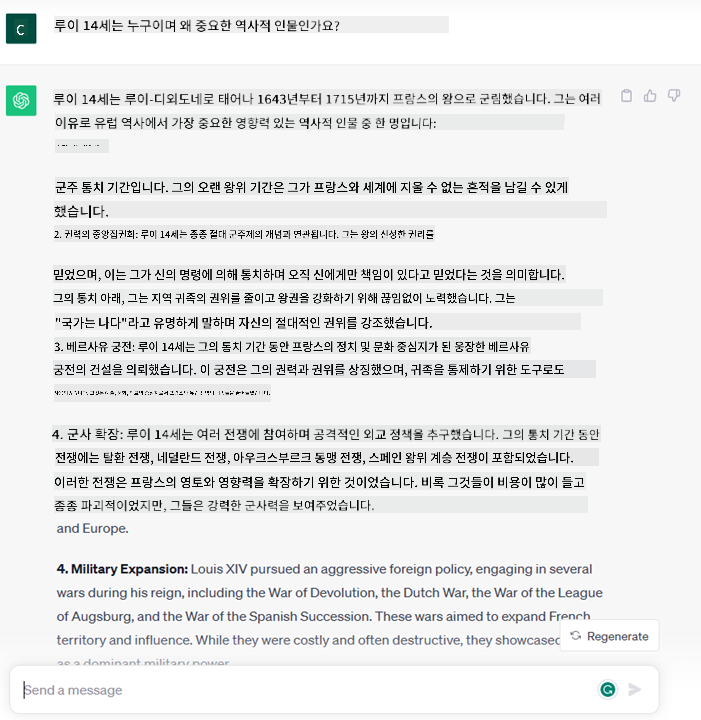 C
루이 14세는 누구이며 왜 중요한 역사적 인물인가요?
루이 14세는 루이-디외도네로 태어나 1643년부터 1715년까지 프랑스의 왕으로 군림했습니다. 그는 여러
이유로 유럽 역사에서 가장 중요한 영향력 있는 역사적 인물 중 한 명입니다:
군주 통치 기간입니다. 그의 오랜 왕위 기간은 그가 프랑스와 세계에 지울 수 없는 흔적을 남길 수 있게
했습니다.
2. 권력의 중앙집권화: 루이 14세는 종종 절대 군주제의 개념과 연관됩니다. 그는 왕의 신성한 권리를
믿었으며, 이는 그가 신의 명령에 의해 통치하며 오직 신에게만 책임이 있다고 믿었다는 것을 의미합니다.
그의 통치 아래, 그는 지역 귀족의 권위를 줄이고 왕권을 강화하기 위해 끊임없이 노력했습니다. 그는
"국가는 나다"라고 유명하게 말하며 자신의 절대적인 권위를 강조했습니다.
3. 베르사유 궁전: 루이 14세는 그의 통치 기간 동안 프랑스의 정치 및 문화 중심지가 된 웅장한 베르사유
궁전의 건설을 의뢰했습니다. 이 궁전은 그의 권력과 권위를 상징했으며, 귀족을 통제하기 위한 도구로도
4. 군사 확장: 루이 14세는 여러 전쟁에 참여하며 공격적인 외교 정책을 추구했습니다. 그의 통치 기간 동안
전쟁에는 탈환 전쟁, 네덜란드 전쟁, 아우크스부르크 동맹 전쟁, 스페인 왕위 계승 전쟁이 포함되었습니다.
이러한 전쟁은 프랑스의 영토와 영향력을 확장하기 위한 것이었습니다. 비록 그것들이 비용이 많이 들고
종종 파괴적이었지만, 그들은 강력한 군사력을 보여주었습니다.
and Europe.
4. Military Expansion: Louis XIV pursued an aggressive foreign policy, engaging in several
wars during his reign, including the War of Devolution, the Dutch War, the War of the League
of Augsburg, and the War of the Spanish Succession. These wars aimed to expand French
territory and influence. While they were costly and often destructive, they showcased
Regenerate
as a dominant military power
Send a message